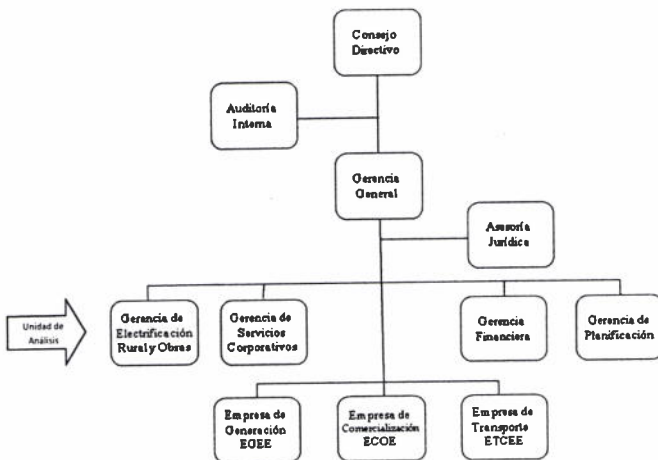 Consejo
Directivo
Auditoría
Interna
Gerencia
General
Asesoría
Jurídica
Unidad de
Análisis
Gerencia de
Electrificación
Rural y Obras
Gerencia de
Servicios
Corporativos
Gerencia
Financiera
Gerencia de
Planificación
Empresa de
Generación
EGEE
Empresa de
Comercialización
ECOE
Empresa de
Transporte
ETCEE